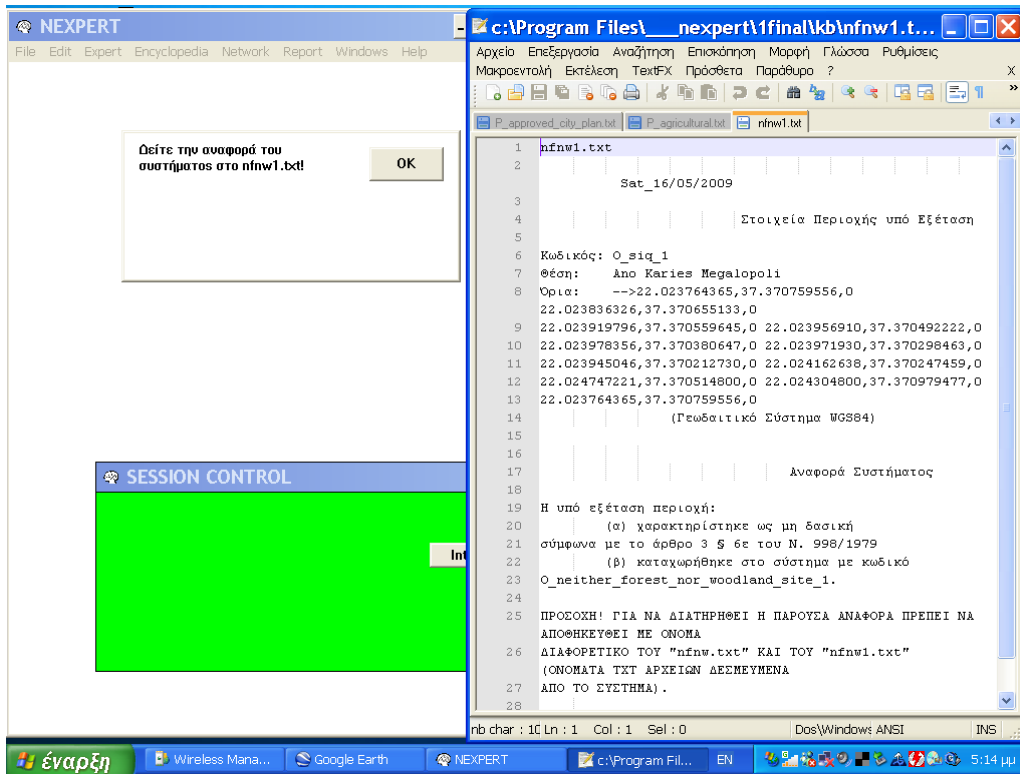 NEXPERT
File Edit Expert Encyclopedia Network Report Windows Help
Δείτε την αναφορά του
συστήματος στο nfnw1.txt!
OK
SESSION CONTROL
Int
c:\Program Files\___nexpert\1final\kb\nfnw1.t...
Αρχείο Επεξεργασία Αναζήτηση Επισκόπηση Μορφή Γλώσσα Ρυθμίσεις
Μακροεντολή Εκτέλεση TextFX Πρόσθετα Παράθυρο ? X
P_approved_city_plan.txt P_agricultural.txt nfnw1.txt
1 nfnw1.txt
2
Sat_16/05/2009
3
4 Στοιχεία Περιοχής υπό Εξέταση
5
6 Κωδικός: O_siq_1
7 Θέση: Ano Karies Megalopoli
8 Όρια: -->22.023764365,37.370759556,0
22.023836326,37.370655133,0
9 22.023919796,37.370559645,0 22.023956910,37.370492222,0
10 22.023978356,37.370380647,0 22.023971930,37.370298463,0
11 22.023945046,37.370212730,0 22.024162638,37.370247459,0
12 22.024747221,37.370514800,0 22.024304800,37.370979477,0
13 22.023764365,37.370759556,0
14 (Γεωδαιτικό Σύστημα WGS84)
15
16
17 Αναφορά Συστήματος
18
19 Η υπό εξέταση περιοχή:
20 (α) χαρακτηρίστηκε ως μη δασική
21 σύμφωνα με το άρθρο 3 § 6ε του Ν. 998/1979
22 (β) καταχωρήθηκε στο σύστημα με κωδικό
23 O_neither_forest_nor_woodland_site_1.
24
25 ΠΡΟΣΟΧΗ! ΓΙΑ ΝΑ ΔΙΑΤΗΡΗΘΕΙ Η ΠΑΡΟΥΣΑ ΑΝΑΦΟΡΑ ΠΡΕΠΕΙ ΝΑ
ΑΠΟΘΗΚΕΥΘΕΙ ΜΕ ΟΝΟΜΑ
26 ΔΙΑΦΟΡΕΤΙΚΟ ΤΟΥ "nfnw.txt" ΚΑΙ ΤΟΥ "nfnw1.txt"
(ΟΝΟΜΑΤΑ TXT ΑΡΧΕΙΩΝ ΔΕΣΜΕΥΜΕΝΑ
27 ΑΠΟ ΤΟ ΣΥΣΤΗΜΑ).
28
nb char : 10 Ln : 1 Col : 1 Sel : 0 Dos\Windows ANSI INS
έναρξη Wireless Mana... Google Earth NEXPERT c:\Program Fil... EN 5:14 μμ